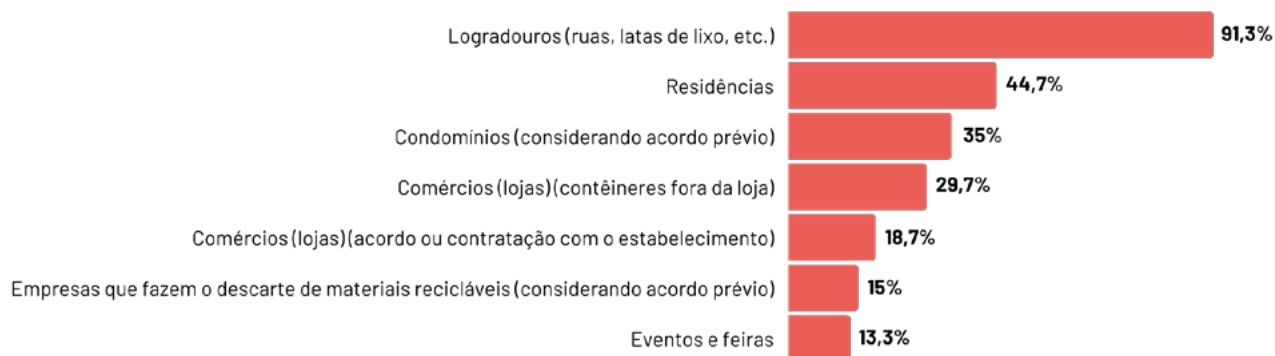 Logradouros (ruas, latas de lixo, etc.) 91,3%
Residências 44,7%
Condomínios (considerando acordo prévio) 35%
Comércios (lojas) (contêineres fora da loja) 29,7%
Comércios (lojas) (acordo ou contratação com o estabelecimento) 18,7%
Empresas que fazem o descarte de materiais recicláveis (considerando acordo prévio) 15%
Eventos e feiras 13,3%